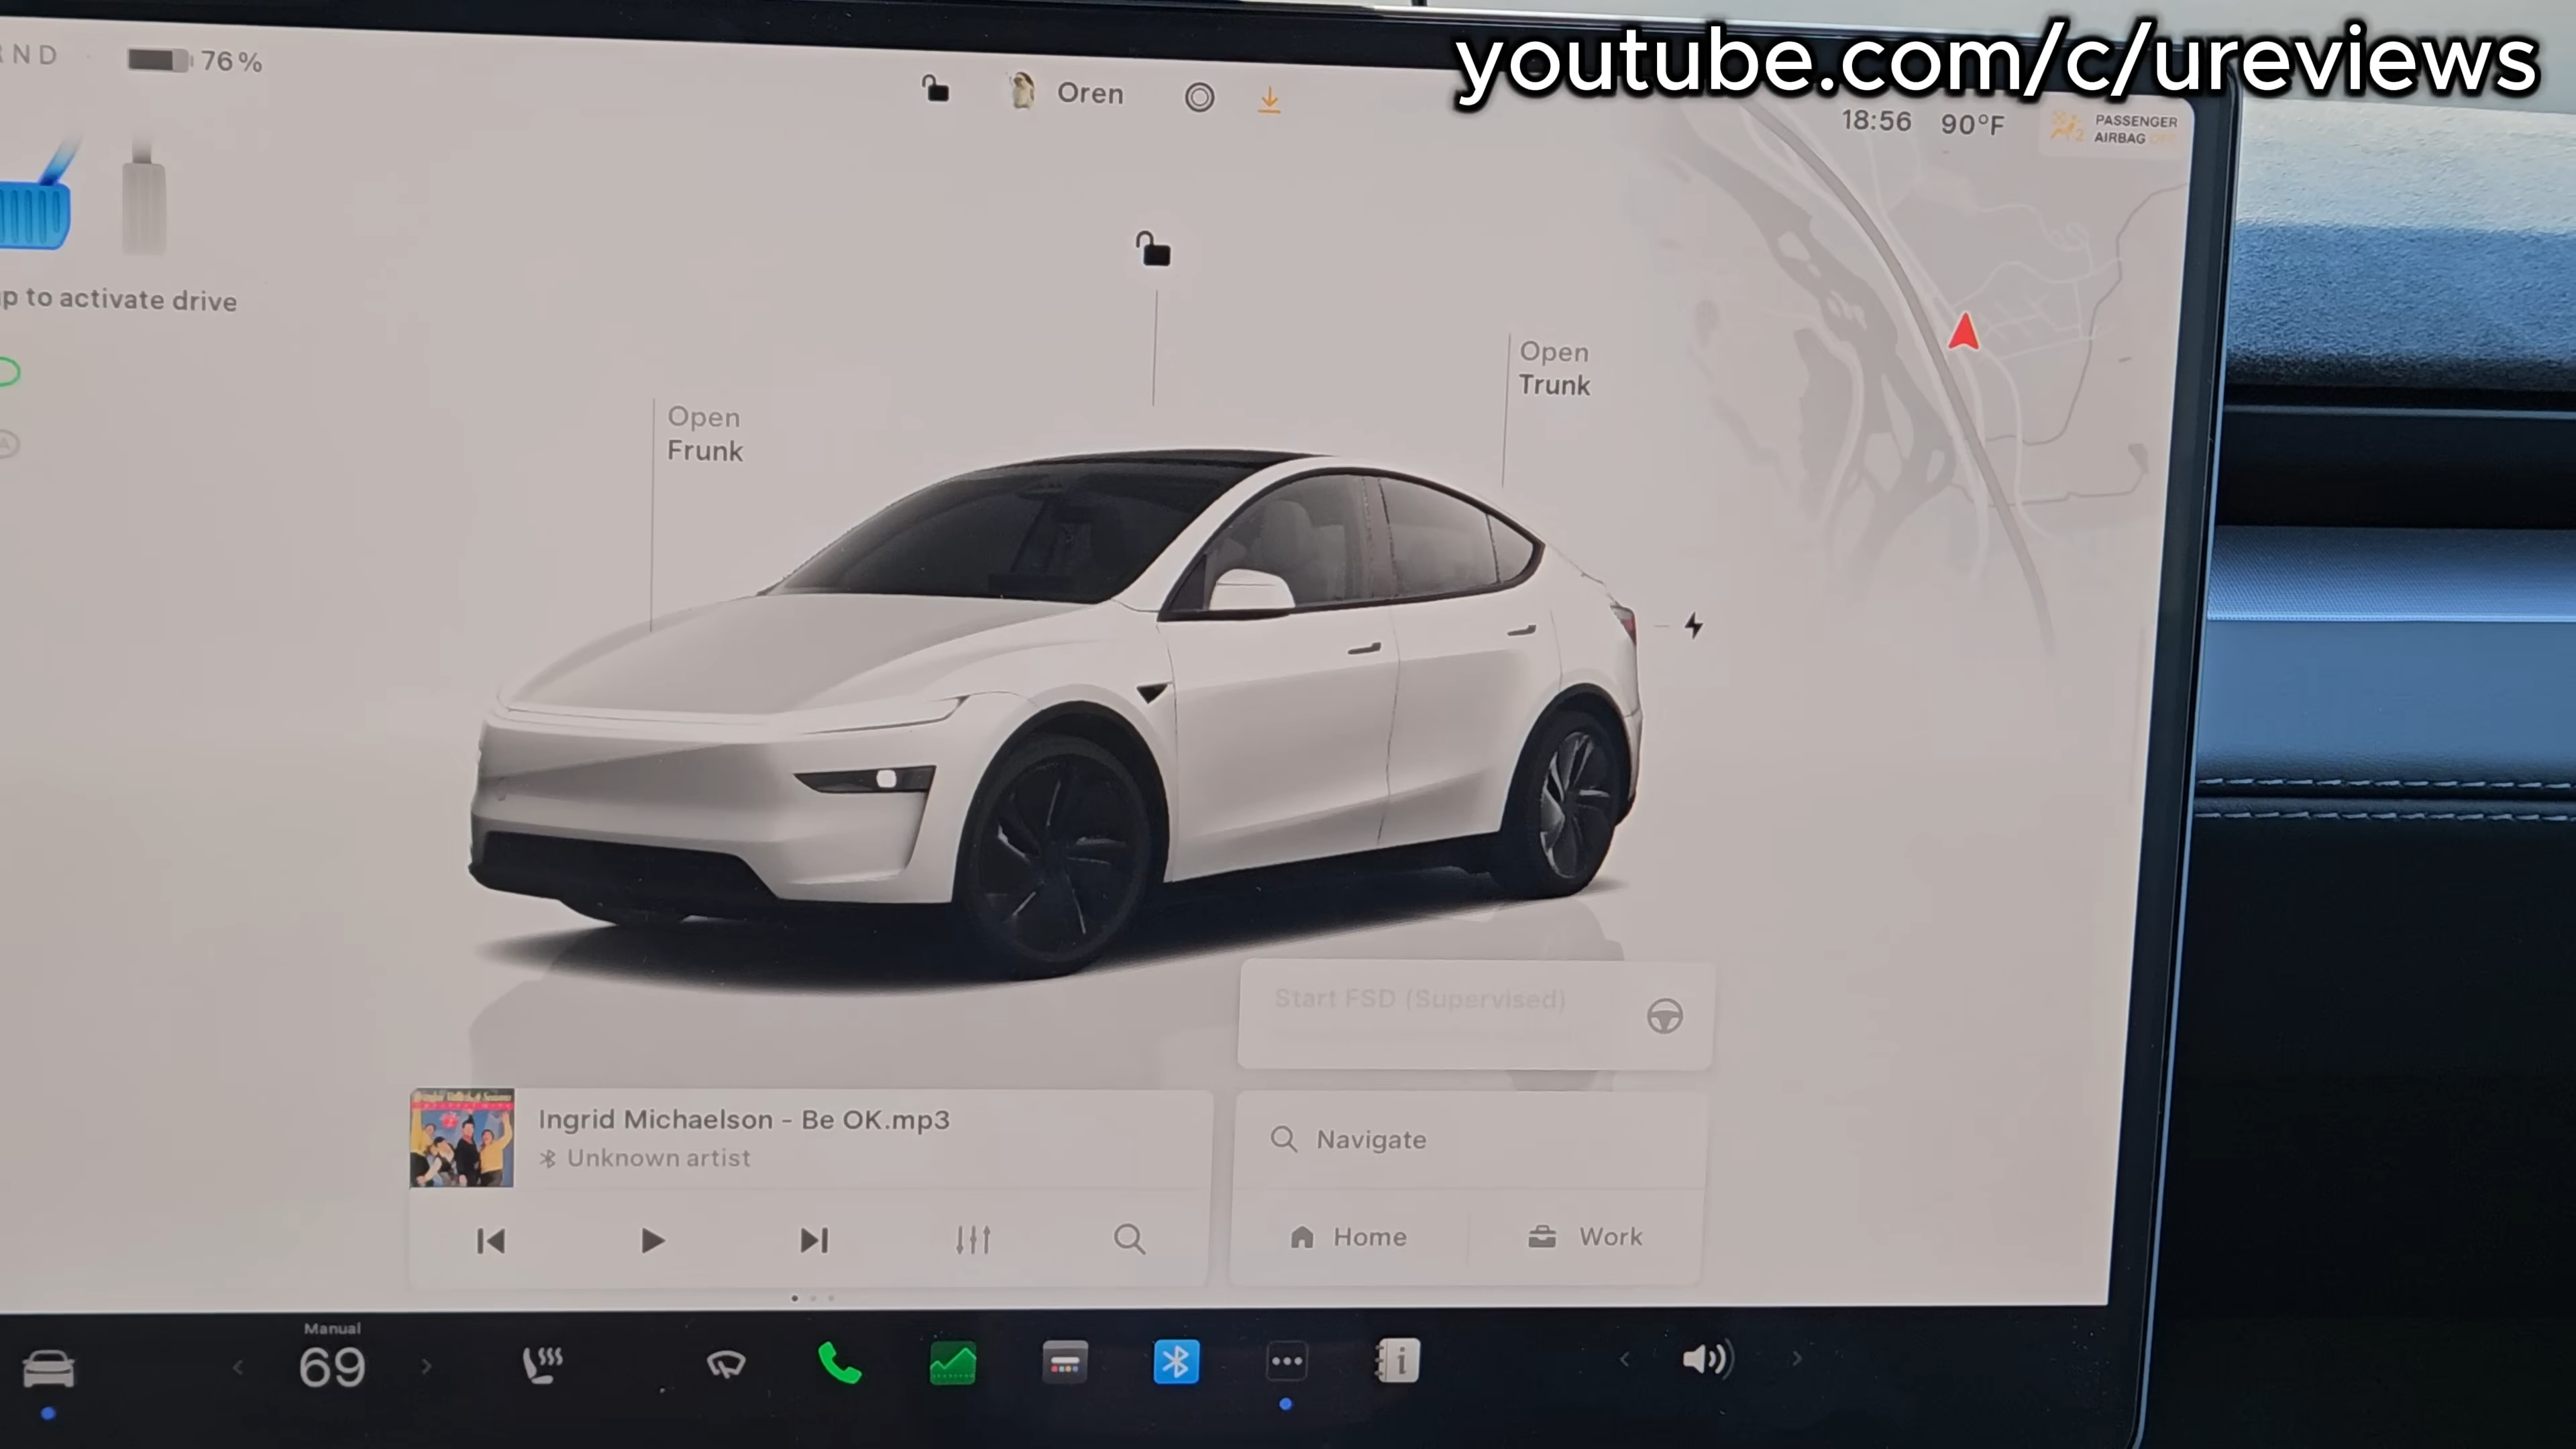 youtube.com/c/ureviews
RND
76%
Oren
18:56
90°F
PASSENGER
AIRBAG OFF
p to activate drive
Open
Trunk
Open
Frunk
Start FSD (Supervised)
Ingrid Michaelson - Be OK.mp3
Unknown artist
Navigate
Home
Work
Manual
69